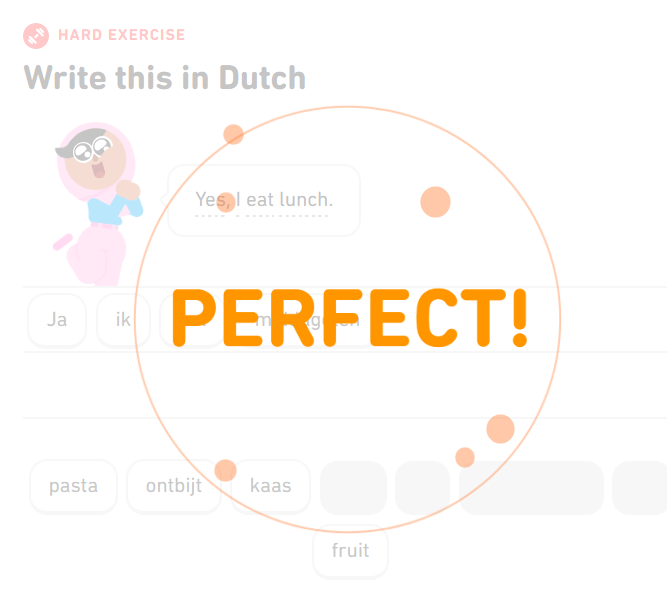 HARD EXERCISE
Write this in Dutch
Yes, I eat lunch.
Ja ik
PERFECT!
pasta ontbijt kaas
fruit